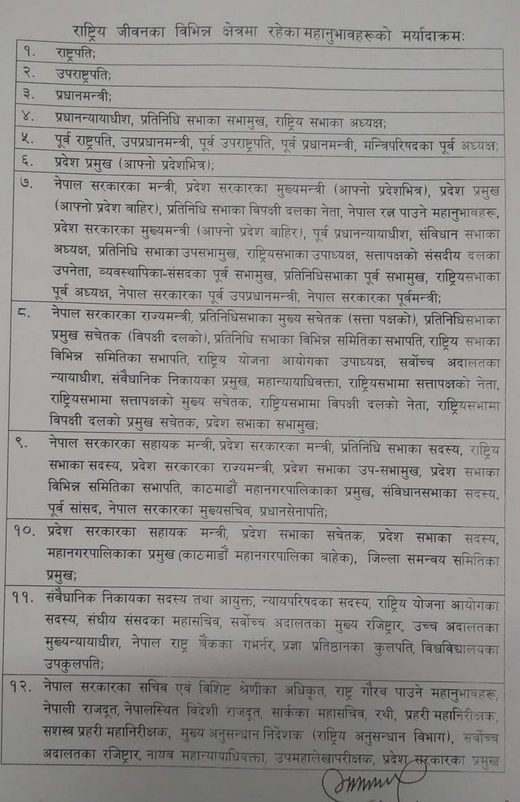 राष्ट्रिय जीवनका विभिन्न क्षेत्रमा रहेका महानुभावहरूको मर्यादाक्रमः
१. राष्ट्रपति;
२. उपराष्ट्रपति;
३. प्रधानमन्त्री;
४. प्रधानन्यायाधीश, प्रतिनिधि सभाका सभामुख, राष्ट्रिय सभाका अध्यक्ष;
५. पूर्व राष्ट्रपति, उपप्रधानमन्त्री, पूर्व उपराष्ट्रपति, पूर्व प्रधानमन्त्री, मन्त्रिपरिषदका पूर्व अध्यक्ष;
६. प्रदेश प्रमुख (आफ्नो प्रदेशभित्र);
७. नेपाल सरकारका मन्त्री, प्रदेश सरकारका मुख्यमन्त्री (आफ्नो प्रदेशभित्र), प्रदेश प्रमुख
(आफ्नो प्रदेश बाहिर), प्रतिनिधि सभाका विपक्षी दलका नेता, नेपाल रत्न पाउने महानुभावहरू,
प्रदेश सरकारका मुख्यमन्त्री (आफ्नो प्रदेश बाहिर), पूर्व प्रधानन्यायाधीश, संविधान सभाका
अध्यक्ष, प्रतिनिधि सभाका उपसभामुख, राष्ट्रियसभाका उपाध्यक्ष, सत्तापक्षको संसदीय दलका
उपनेता, व्यवस्थापिका-संसदका पूर्व सभामुख, प्रतिनिधिसभाका पूर्व सभामुख, राष्ट्रियसभाका
पूर्व अध्यक्ष, नेपाल सरकारका पूर्व उपप्रधानमन्त्री, नेपाल सरकारका पूर्वमन्त्री;
८. नेपाल सरकारका राज्यमन्त्री, प्रतिनिधिसभाका मुख्य सचेतक (सत्ता पक्षको), प्रतिनिधिसभाका
प्रमुख सचेतक (विपक्षी दलको), प्रतिनिधि सभाका विभिन्न समितिका सभापति, राष्ट्रिय सभाका
विभिन्न समितिका सभापति, राष्ट्रिय योजना आयोगका उपाध्यक्ष, सर्वोच्च अदालतका
न्यायाधीश, संवैधानिक निकायका प्रमुख, महान्यायाधिवक्ता, राष्ट्रियसभामा सत्तापक्षको नेता,
राष्ट्रियसभामा सत्तापक्षको मुख्य सचेतक, राष्ट्रियसभामा विपक्षी दलको नेता, राष्ट्रियसभामा
विपक्षी दलको प्रमुख सचेतक, प्रदेश सभाका सभामुख;
९. नेपाल सरकारका सहायक मन्त्री, प्रदेश सरकारका मन्त्री, प्रतिनिधि सभाका सदस्य, राष्ट्रिय
सभाका सदस्य, प्रदेश सरकारका राज्यमन्त्री, प्रदेश सभाका उप-सभामुख, प्रदेश सभाका
विभिन्न समितिका सभापति, काठमाडौं महानगरपालिकाका प्रमुख, संविधानसभाका सदस्य,
पूर्व सांसद, नेपाल सरकारका मुख्यसचिव, प्रधानसेनापति;
१०. प्रदेश सरकारका सहायक मन्त्री, प्रदेश सभाका सचेतक, प्रदेश सभाका सदस्य,
महानगरपालिकाका प्रमुख (काठमाडौं महानगरपालिका बाहेक), जिल्ला समन्वय समितिका
प्रमुख;
११. संवैधानिक निकायका सदस्य तथा आयुक्त, न्यायपरिषदका सदस्य, राष्ट्रिय योजना आयोगका
सदस्य, संघीय संसदका महासचिव, सर्वोच्च अदालतका मुख्य रजिष्ट्रार, उच्च अदालतका
मुख्यन्यायाधीश, नेपाल राष्ट्र बैंकका गभर्नर, प्रज्ञा प्रतिष्ठानका कुलपति, विश्वविद्यालयका
उपकुलपति;
१२. नेपाल सरकारका सचिव एवं विशिष्ट श्रेणीका अधिकृत, राष्ट्र गौरव पाउने महानुभावहरू,
नेपाली राजदूत, नेपालस्थित विदेशी राजदूत, सार्कका महासचिव, रथी, प्रहरी महानिरीक्षक,
सशस्त्र प्रहरी महानिरीक्षक, मुख्य अनुसन्धान निदेशक (राष्ट्रिय अनुसन्धान विभाग), सर्वोच्च
अदालतका रजिष्ट्रार, नायब महान्यायाधिवक्ता, उपमहालेखापरीक्षक, प्रदेश सरकारका प्रमुख